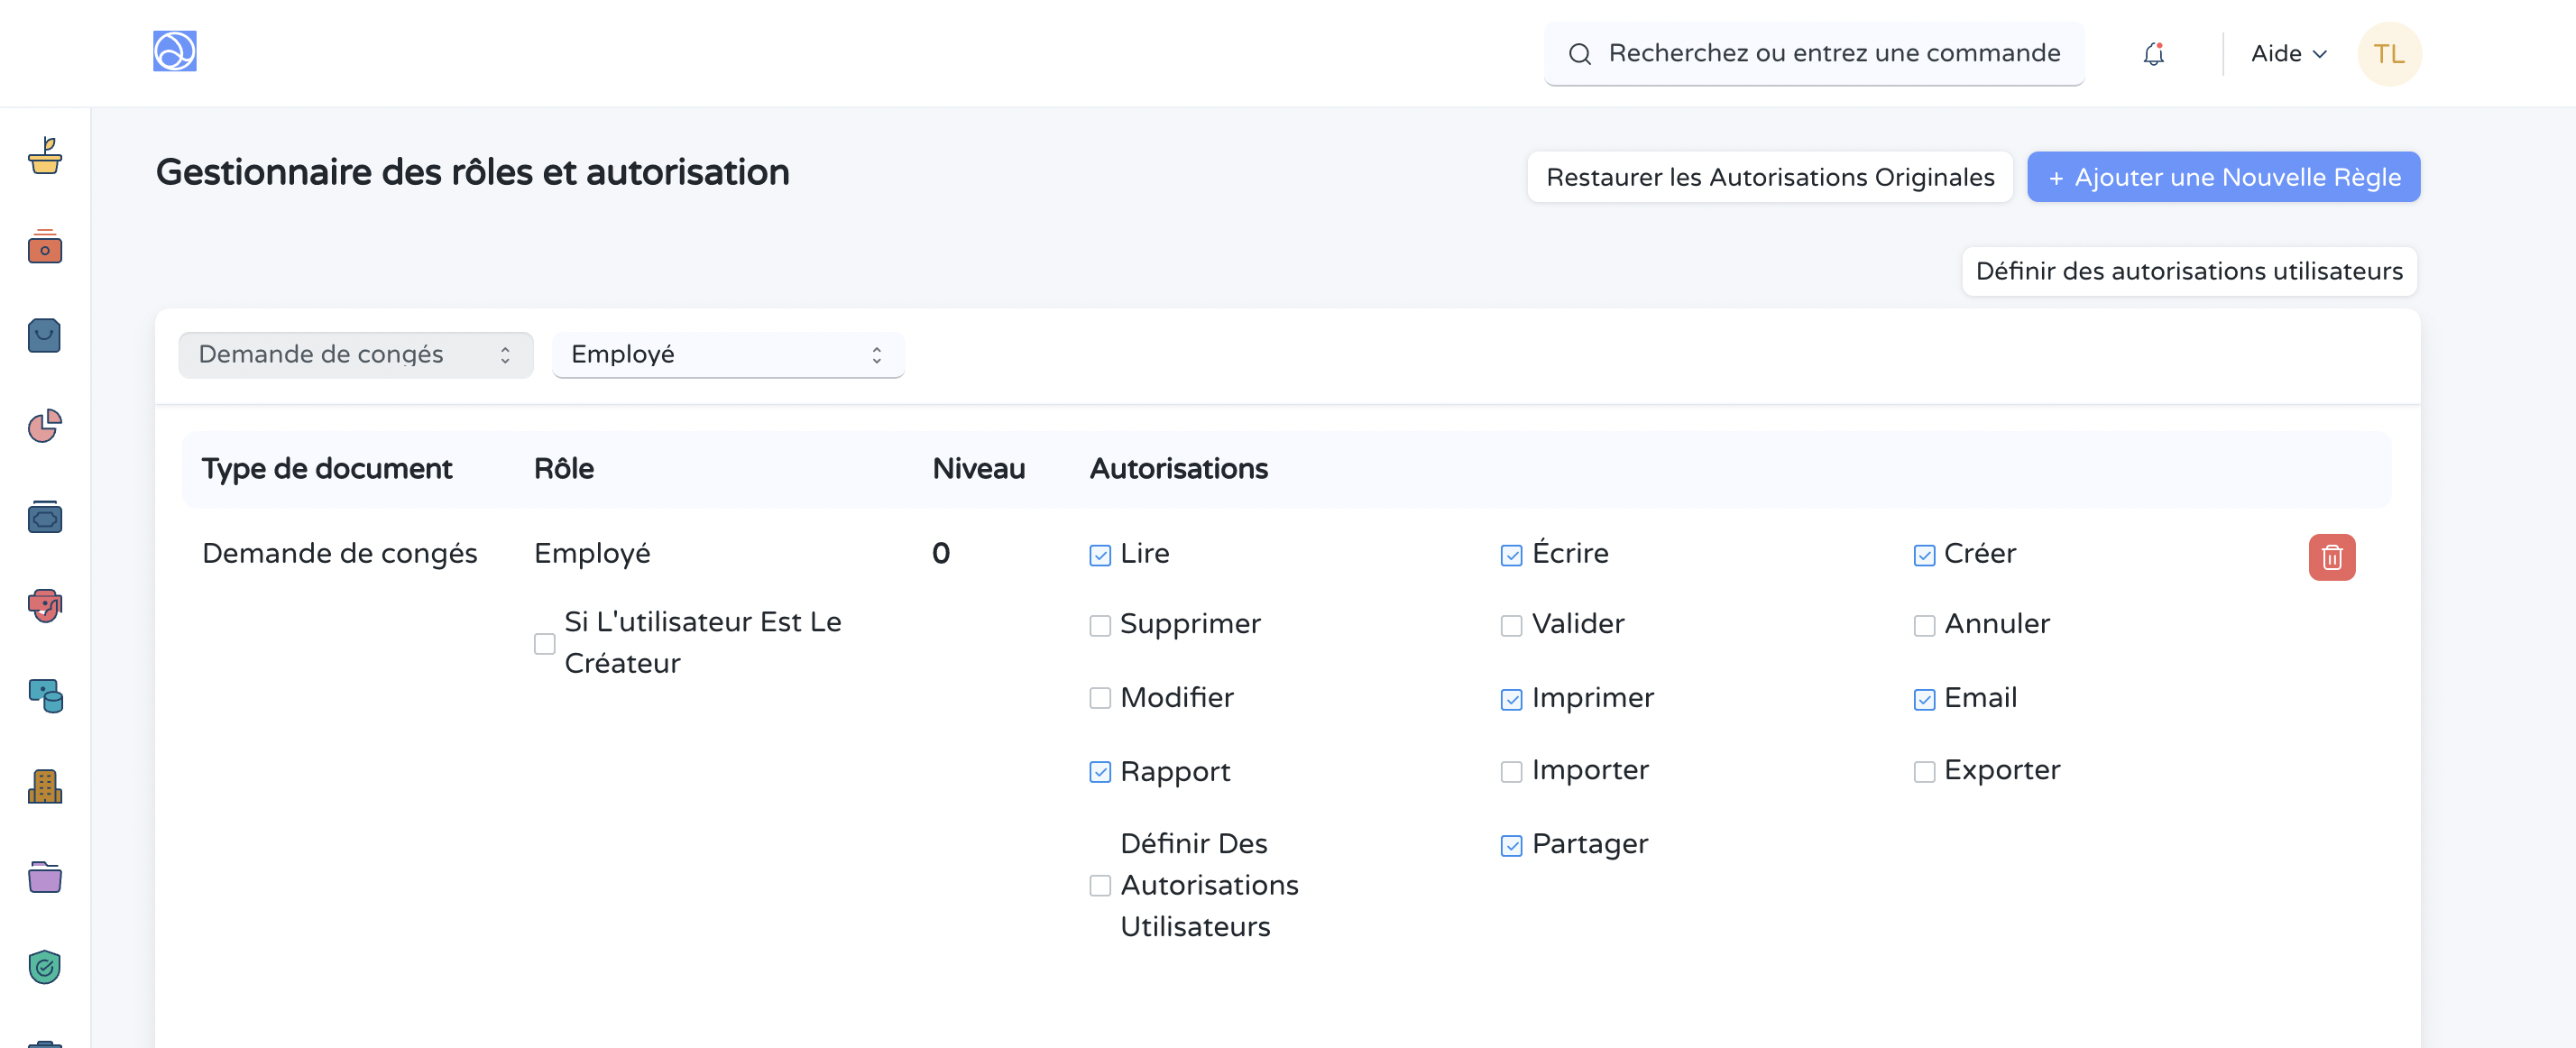 Recherchez ou entrez une commande
Aide
TL
Gestionnaire des rôles et autorisation
Restaurer les Autorisations Originales
+ Ajouter une Nouvelle Règle
Définir des autorisations utilisateurs
Demande de congés
Employé
Type de document Rôle Niveau Autorisations
Demande de congés Employé 0 Lire Écrire Créer
Si L'utilisateur Est Le
Créateur
Supprimer Valider Annuler
Modifier Imprimer Email
Rapport Importer Exporter
Définir Des
Autorisations
Utilisateurs
Partager